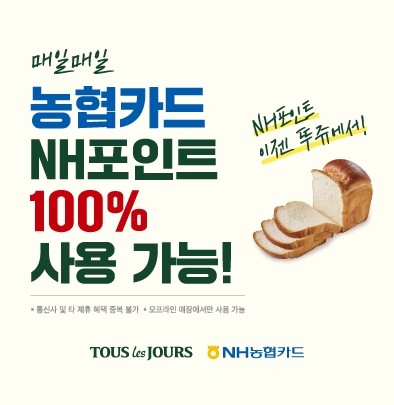 매일매일
농협카드
NH포인트
100%
사용 가능!
NH포인트
이젠 뚜쥬에서!
• 통신사 및 타 제휴 혜택 중복 불가 • 오프라인 매장에서만 사용 가능
TOUS les JOURS NH농협카드